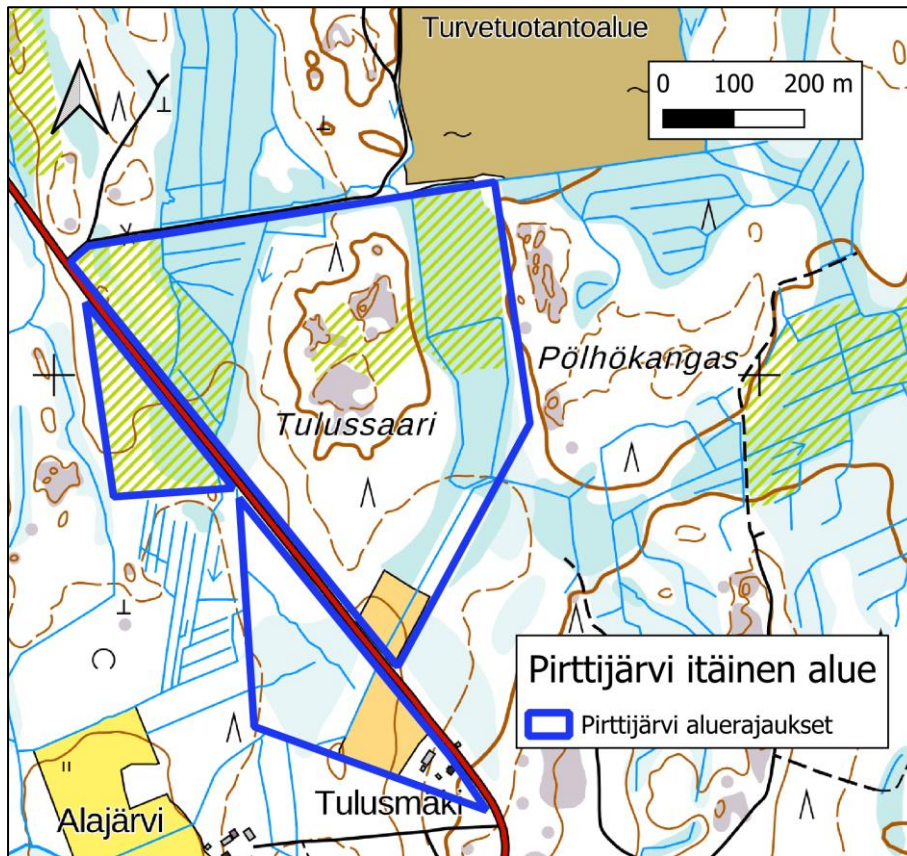 Turvetuotantoalue
0 100 200 m
Pölhökangas
Tulussaari
Pirttijärvi itäinen alue
Pirttijärvi aluerajaukset
Tulusmäki
Alajärvi